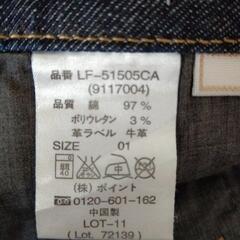 品番 LF-51505CA
(9117004)
品質 綿 97 %
ポリウレタン 3 %
革ラベル 牛革
SIZE 01
40
中
(株) ポイント
☎ 0120-601-162
中国製
LOT-11
(Lot. 72139)